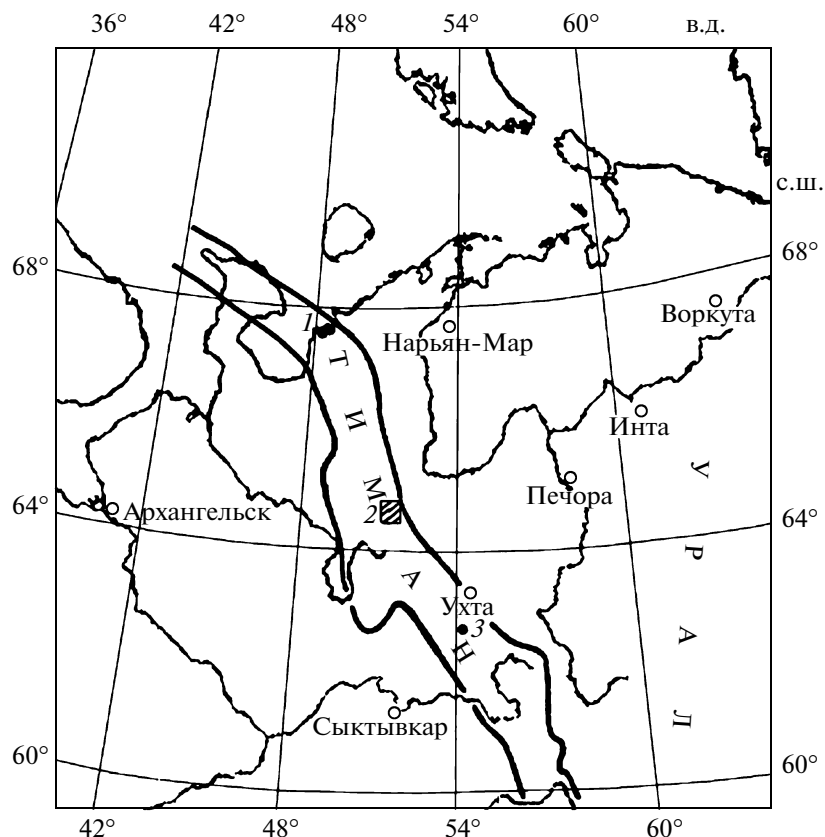 36° 42° 48° 54° 60° в.д.
с.ш.
68° 68°
1
Воркута
Нарьян-Мар
Т
И
М
А
Н
Инта
У
Р
А
Л
Печора
2
64° 64°
Архангельск
Ухта
3
Сыктывкар
60° 60°
42° 48° 54° 60°